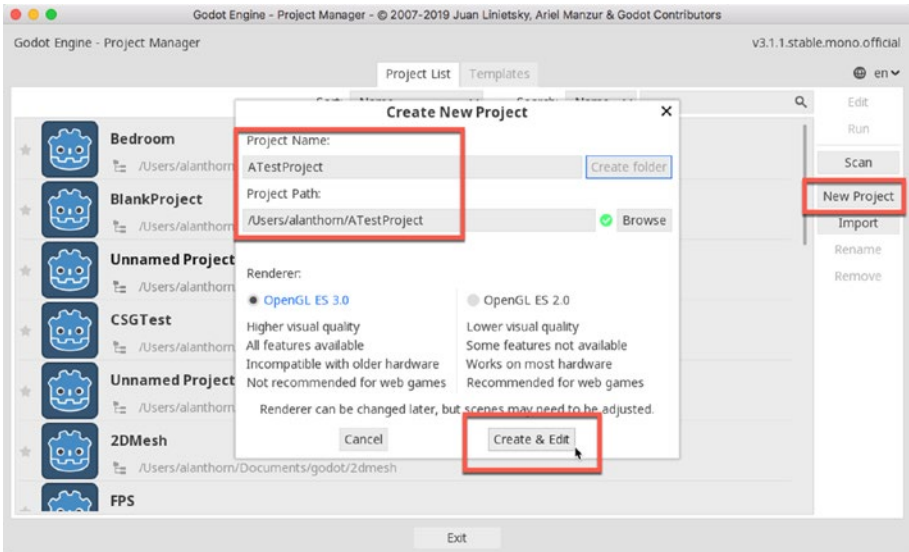 Godot Engine - Project Manager - © 2007-2019 Juan Linietsky, Ariel Manzur & Godot Contributors
Godot Engine - Project Manager
v3.1.1.stable.mono.official
Project List Templates
en
Edit
Run
Scan
New Project
Import
Rename
Remove
Bedroom
/Users/alanthorn
BlankProject
/Users/alanthorn
Unnamed Project
/Users/alanthorn
CSGTest
/Users/alanthorn
Unnamed Project
/Users/alanthorn
2DMesh
/Users/alanthorn/Documents/godot/2dmesh
FPS
Create New Project
Project Name:
ATestProject Create folder
Project Path:
/Users/alanthorn/ATestProject Browse
Renderer:
OpenGL ES 3.0
Higher visual quality
All features available
Incompatible with older hardware
Not recommended for web games
OpenGL ES 2.0
Lower visual quality
Some features not available
Works on most hardware
Recommended for web games
Renderer can be changed later, but scenes may need to be adjusted.
Cancel Create & Edit
Exit